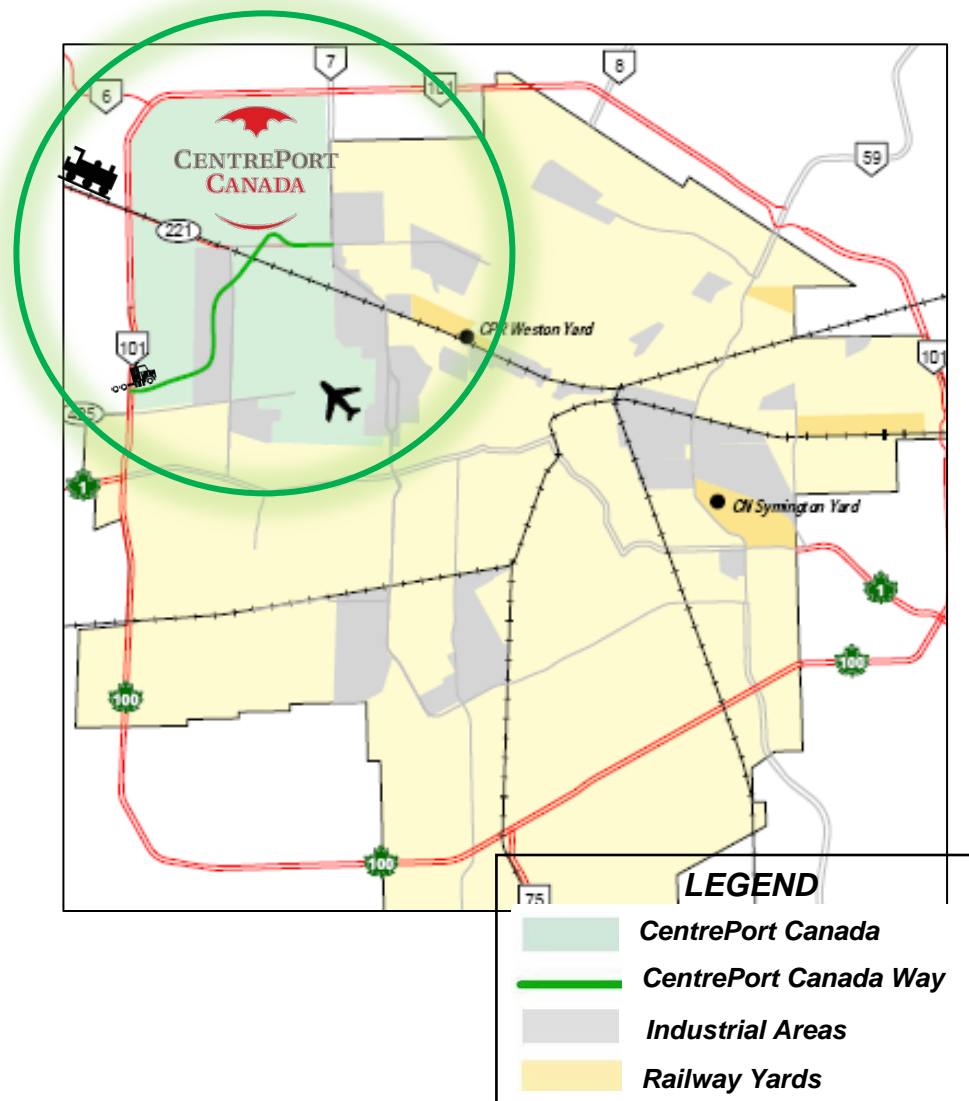 7
8
6
101
CENTREPORT
CANADA
59
221
CPR Weston Yard
101
101
425
1
CN Symington Yard
1
100
100
100
75
LEGEND
CentrePort Canada
CentrePort Canada Way
Industrial Areas
Railway Yards